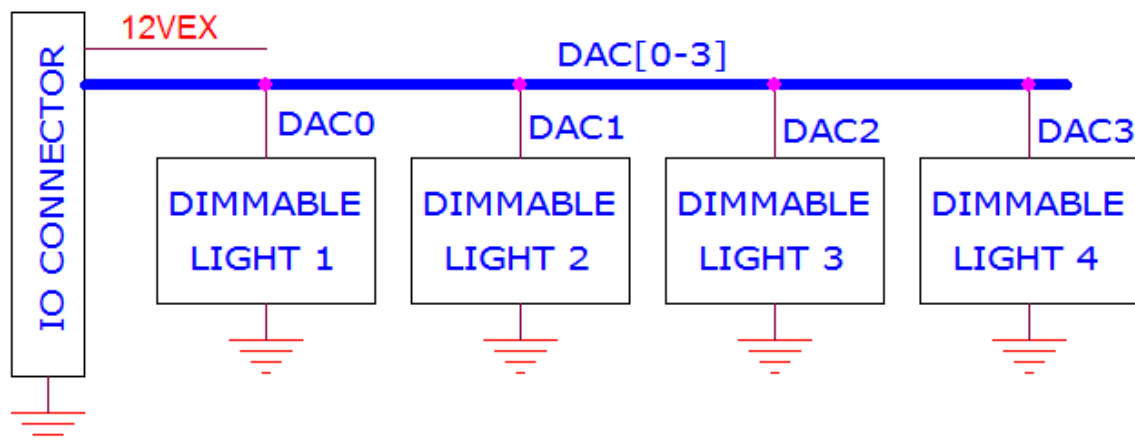 12VEX
DAC[0-3]
IO CONNECTOR
DAC0
DAC1
DAC2
DAC3
DIMMABLE
LIGHT 1
DIMMABLE
LIGHT 2
DIMMABLE
LIGHT 3
DIMMABLE
LIGHT 4